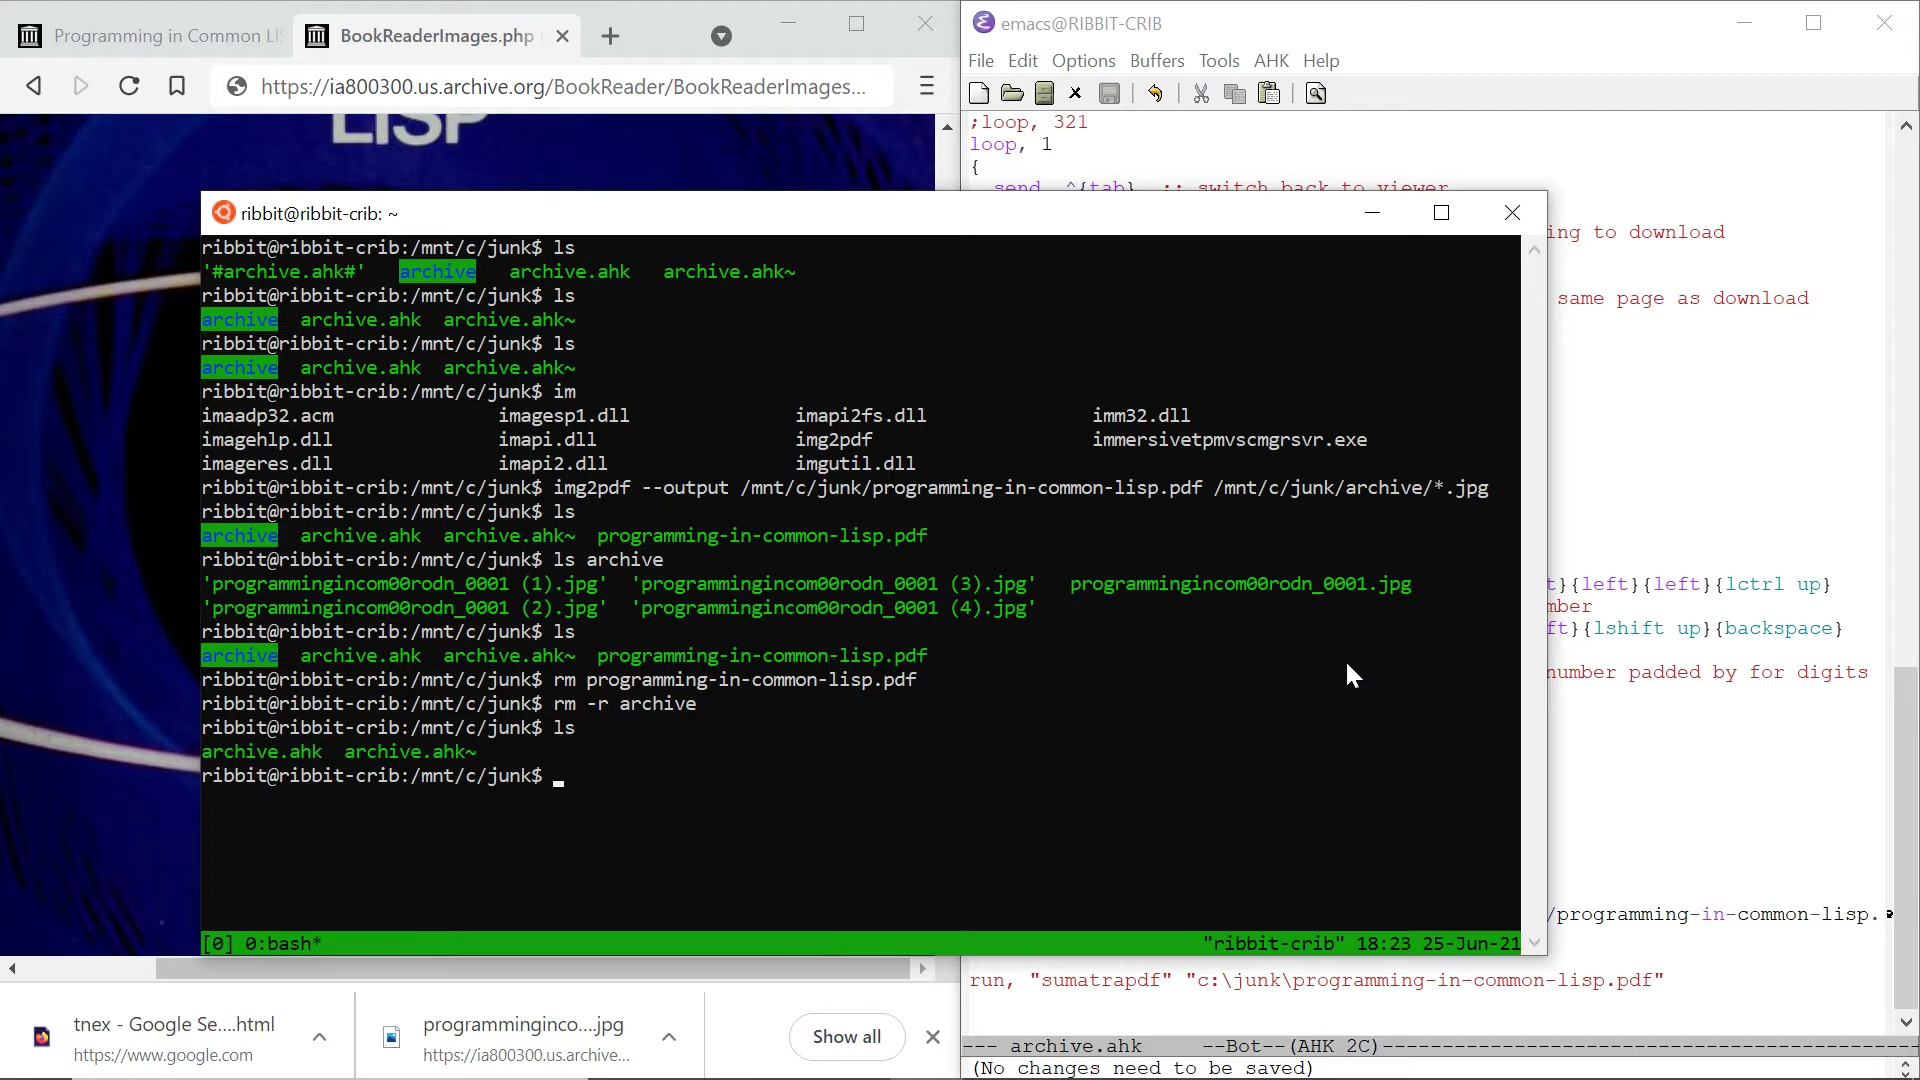 Programming in Common LI
BookReaderImages.php
https://ia800300.us.archive.org/BookReader/BookReaderImages...
LISP
emacs@RIBBIT-CRIB
File Edit Options Buffers Tools AHK Help
;loop, 321
loop, 1
{
send, ^{tab} ;; switch back to viewer
ing to download
same page as download
t}{left}{left}{lctrl up}
mber
ft}{lshift up}{backspace}
number padded by for digits
/programming-in-common-lisp.
run, "sumatrapdf" "c:\junk\programming-in-common-lisp.pdf"
--- archive.ahk --Bot--(AHK 2C)---
(No changes need to be saved)
ribbit@ribbit-crib: ~
ribbit@ribbit-crib:/mnt/c/junk$ ls
'#archive.ahk#' archive archive.ahk archive.ahk~
ribbit@ribbit-crib:/mnt/c/junk$ ls
archive archive.ahk archive.ahk~
ribbit@ribbit-crib:/mnt/c/junk$ ls
archive archive.ahk archive.ahk~
ribbit@ribbit-crib:/mnt/c/junk$ im
imaadp32.acm imagesp1.dll imapi2fs.dll imm32.dll
imagehlp.dll imapi.dll img2pdf immersivetpmvscmgrsvr.exe
imageres.dll imapi2.dll imgutil.dll
ribbit@ribbit-crib:/mnt/c/junk$ img2pdf --output /mnt/c/junk/programming-in-common-lisp.pdf /mnt/c/junk/archive/*.jpg
ribbit@ribbit-crib:/mnt/c/junk$ ls
archive archive.ahk archive.ahk~ programming-in-common-lisp.pdf
ribbit@ribbit-crib:/mnt/c/junk$ ls archive
'programmingincom00rodn_0001 (1).jpg' 'programmingincom00rodn_0001 (3).jpg' programmingincom00rodn_0001.jpg
'programmingincom00rodn_0001 (2).jpg' 'programmingincom00rodn_0001 (4).jpg'
ribbit@ribbit-crib:/mnt/c/junk$ ls
archive archive.ahk archive.ahk~ programming-in-common-lisp.pdf
ribbit@ribbit-crib:/mnt/c/junk$ rm programming-in-common-lisp.pdf
ribbit@ribbit-crib:/mnt/c/junk$ rm -r archive
ribbit@ribbit-crib:/mnt/c/junk$ ls
archive.ahk archive.ahk~
ribbit@ribbit-crib:/mnt/c/junk$
[0] 0:bash* "ribbit-crib" 18:23 25-Jun-21
tnex - Google Se....html
https://www.google.com
programminginco....jpg
https://ia800300.us.archive...
Show all